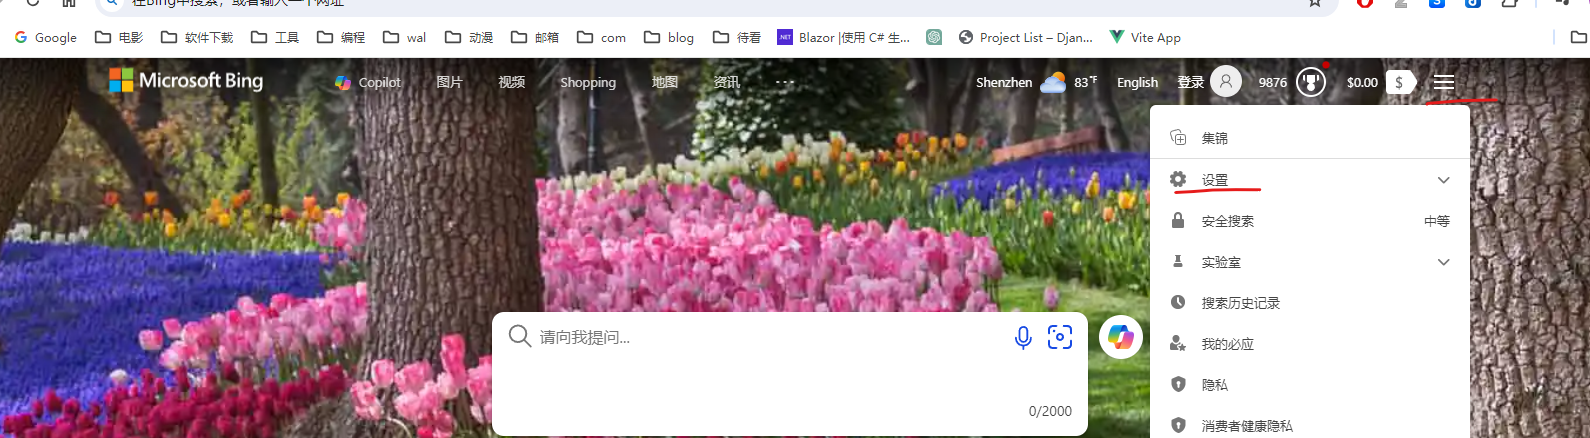 在Bing中搜索，或者输入一个网址
Google 电影 软件下载 工具 编程 wal 动漫 邮箱 com blog 待看 .NET Blazor |使用 C# 生... Project List – Djan... Vite App
Microsoft Bing Copilot 图片 视频 Shopping 地图 资讯 ··· Shenzhen 83°F English 登录 9876 $0.00 $
集锦
设置
安全搜索 中等
实验室
搜索历史记录
请向我提问...
我的必应
隐私
0/2000
消费者健康隐私